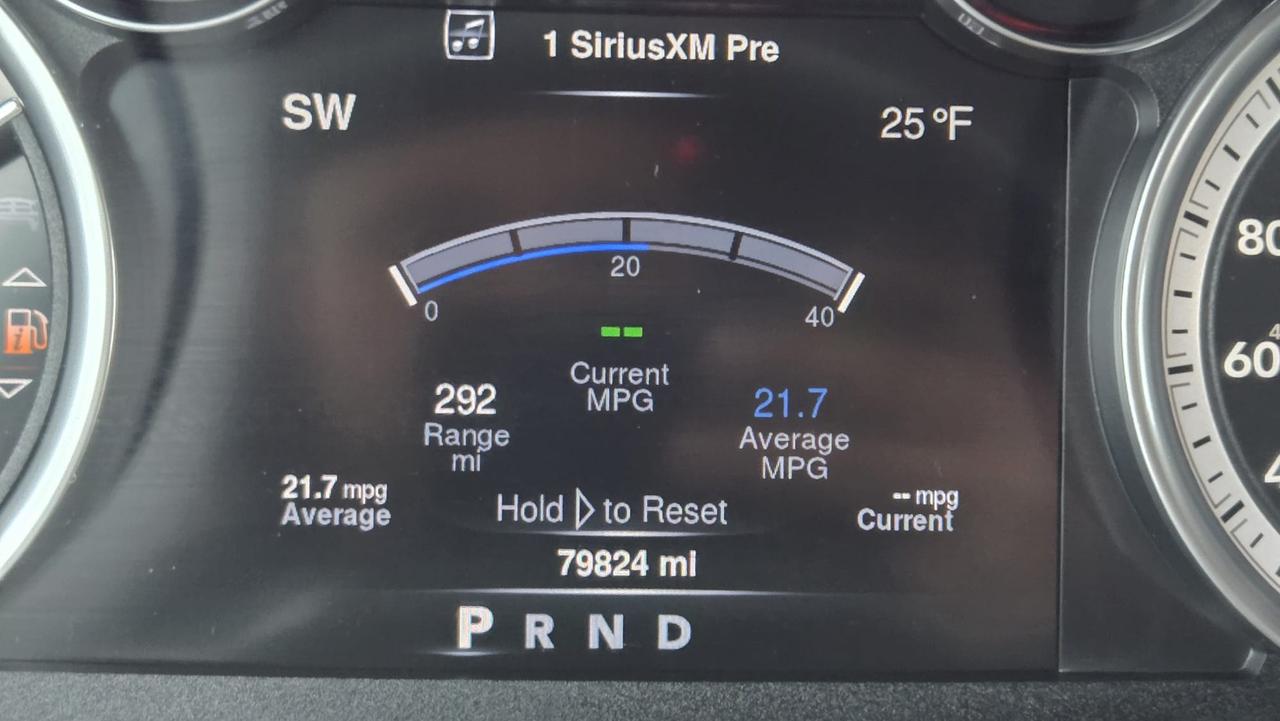 1 SiriusXM Pre
SW
25 °F
20
0
40
Current
MPG
292
Range
mi
21.7
Average
MPG
21.7 mpg
Average
-- mpg
Current
Hold ▷ to Reset
79824 mi
P R N D
80
60